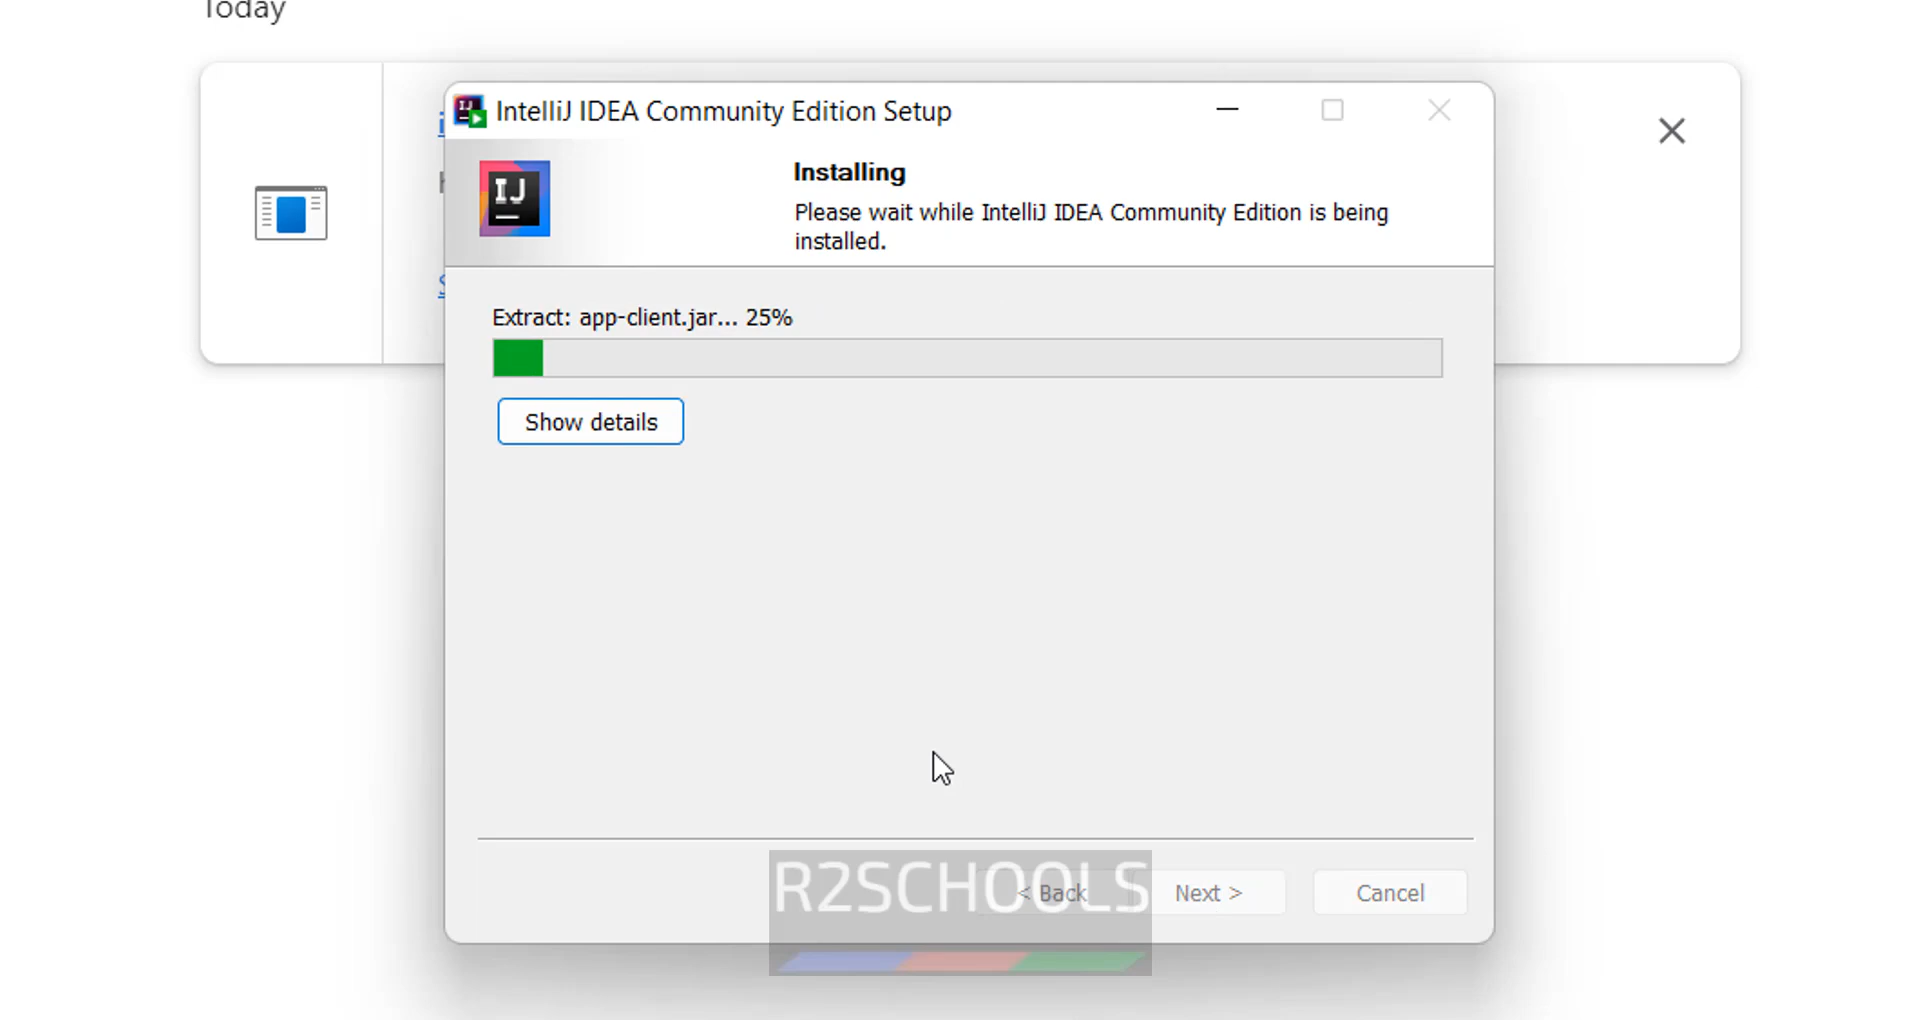 Today
IntelliJ IDEA Community Edition Setup
IJ
Installing
Please wait while IntelliJ IDEA Community Edition is being
installed.
Extract: app-client.jar... 25%
Show details
R2SCHOOLS
< Back
Next >
Cancel